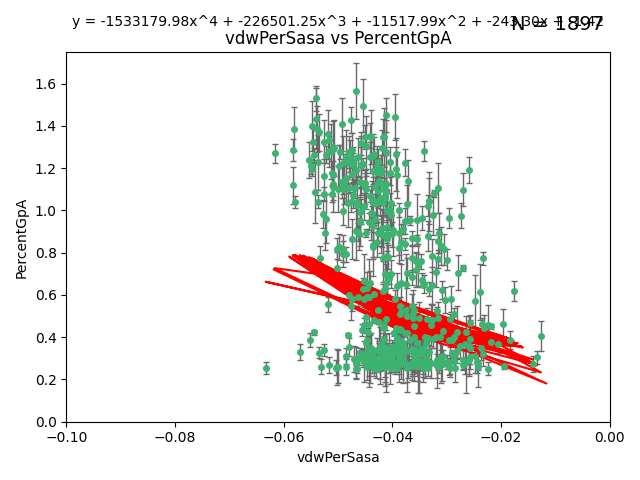 y = -1533179.98x^4 + -226501.25x^3 + -11517.99x^2 + -243.30x +
N = 1897
vdwPerSasa vs PercentGpA
PercentGpA
1.6
1.4
1.2
1.0
0.8
0.6
0.4
0.2
0.0
−0.10 −0.08 −0.06 −0.04 −0.02 0.00
vdwPerSasa